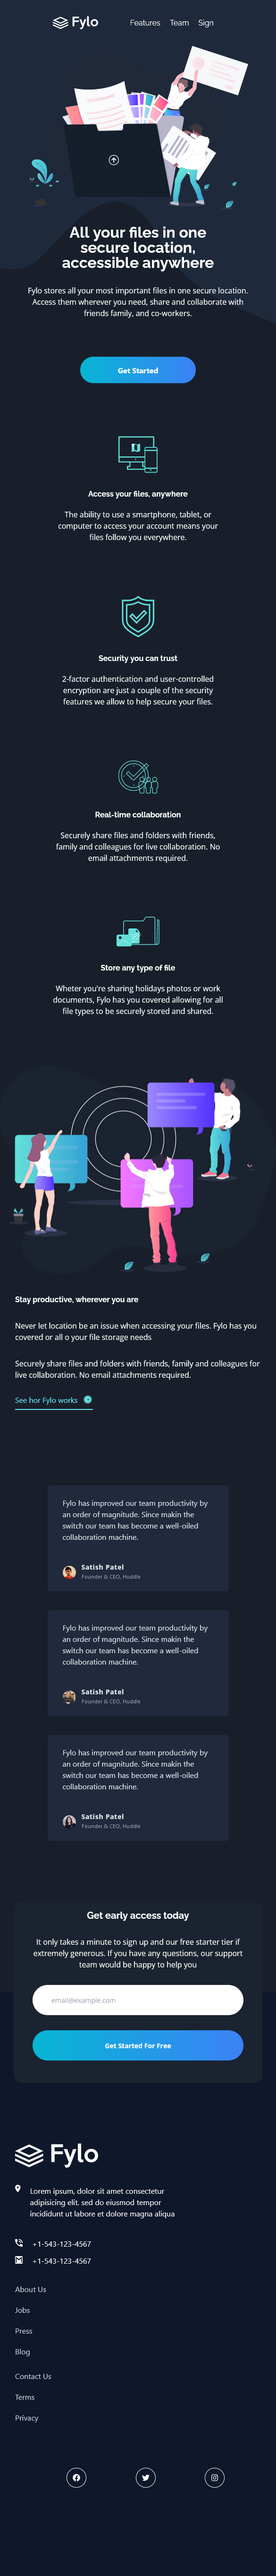 Fylo
Features Team Sign
All your files in one
secure location,
accessible anywhere
Fylo stores all your most important files in one secure location.
Access them wherever you need, share and collaborate with
friends family, and co-workers.
Get Started
Access your files, anywhere
The ability to use a smartphone, tablet, or
computer to access your account means your
files follow you everywhere.
Security you can trust
2-factor authentication and user-controlled
encryption are just a couple of the security
features we allow to help secure your files.
Real-time collaboration
Securely share files and folders with friends,
family and colleagues for live collaboration. No
email attachments required.
Store any type of file
Wheter you're sharing holidays photos or work
documents, Fylo has you covered allowing for all
file types to be securely stored and shared.
Stay productive, wherever you are
Never let location be an issue when accessing your files. Fylo has you
covered or all o your file storage needs
Securely share files and folders with friends, family and colleagues for
live collaboration. No email attachments required.
See hor Fylo works
Fylo has improved our team productivity by
an order of magnitude. Since makin the
switch our team has become a well-oiled
collaboration machine.
Satish Patel
Founder & CEO, Huddle
Fylo has improved our team productivity by
an order of magnitude. Since makin the
switch our team has become a well-oiled
collaboration machine.
Satish Patel
Founder & CEO, Huddle
Fylo has improved our team productivity by
an order of magnitude. Since makin the
switch our team has become a well-oiled
collaboration machine.
Satish Patel
Founder & CEO, Huddle
Get early access today
It only takes a minute to sign up and our free starter tier if
extremely generous. If you have any questions, our support
team would be happy to help you
email@example.com
Get Started For Free
Fylo
Lorem ipsum, dolor sit amet consectetur
adipisicing elit. sed do eiusmod tempor
incididunt ut labore et dolore magna aliqua
+1-543-123-4567
+1-543-123-4567
About Us
Jobs
Press
Blog
Contact Us
Terms
Privacy